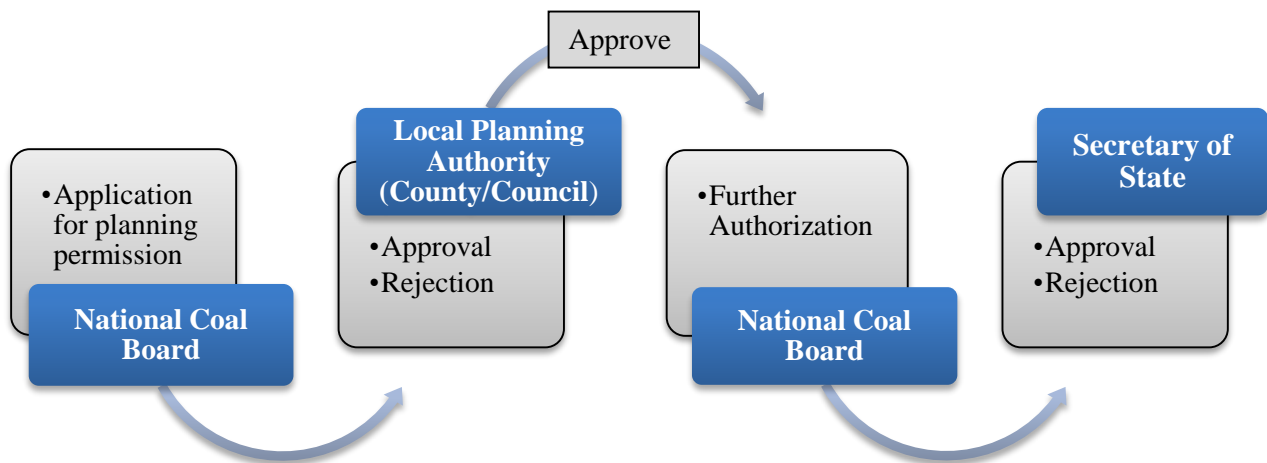 Approve
•Application
for planning
permission
National Coal
Board
Local Planning
Authority
(County/Council)
•Approval
•Rejection
•Further
Authorization
National Coal
Board
Secretary of
State
•Approval
•Rejection